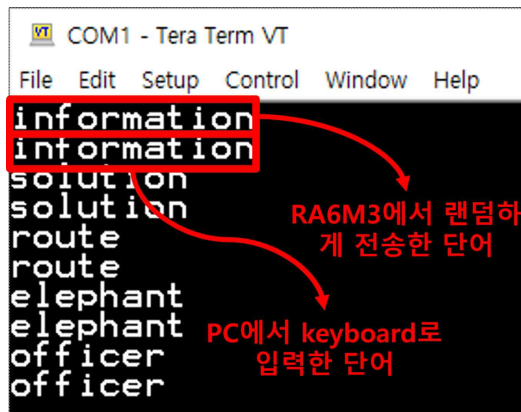 COM1 - Tera Term VT
File Edit Setup Control Window Help
information
information
solution
solution
RA6M3에서 랜덤하
게 전송한 단어
route
route
elephant
elephant
PC에서 keyboard로
입력한 단어
officer
officer